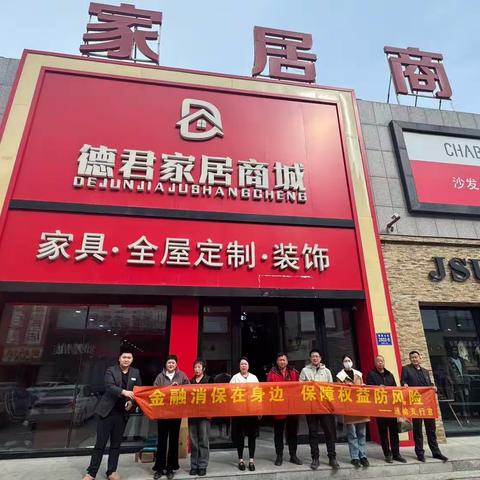 家居商
德君家居商城
DEJUNJIAJUSHANGCHENG
家具·全屋定制·装饰
CHAB
沙发
JSU
金融消保在身边 保障权益防风险